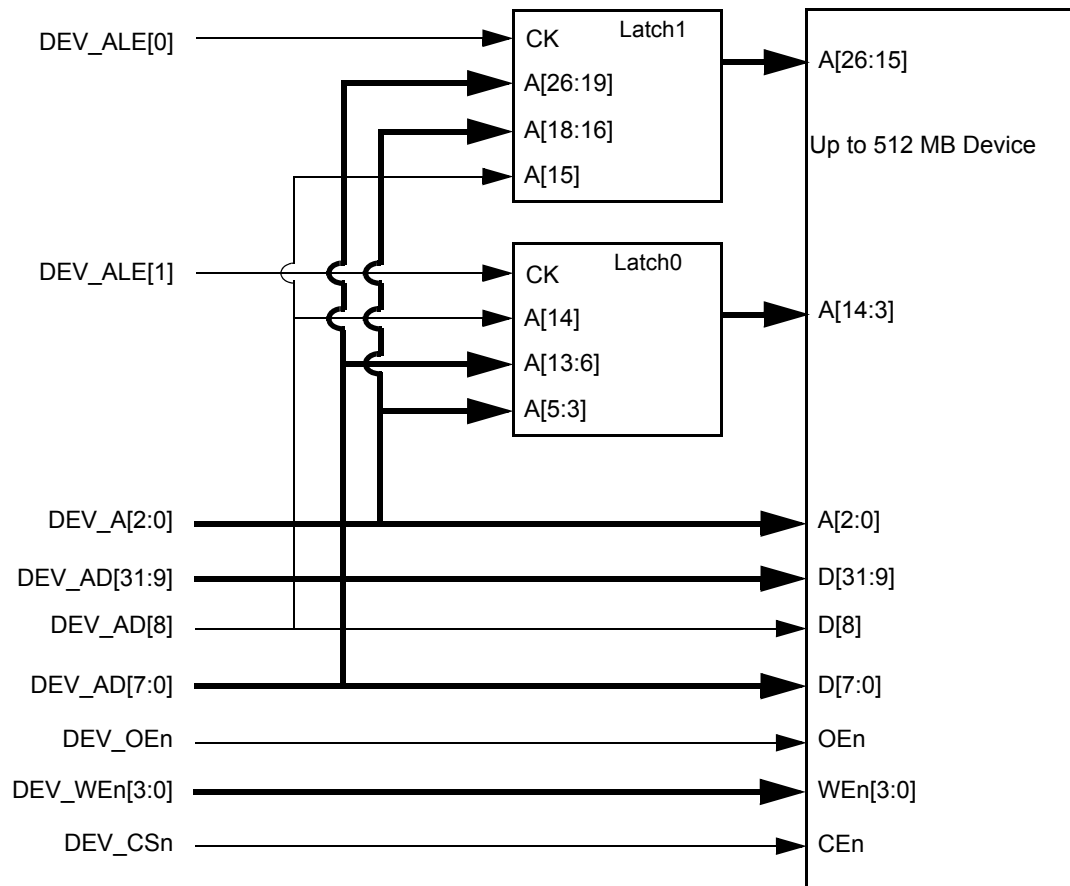 DEV_ALE[0]
CK
Latch1
A[26:19]
A[18:16]
A[15]
A[26:15]
Up to 512 MB Device
DEV_ALE[1]
CK
Latch0
A[14]
A[13:6]
A[5:3]
A[14:3]
DEV_A[2:0]
A[2:0]
DEV_AD[31:9]
D[31:9]
DEV_AD[8]
D[8]
DEV_AD[7:0]
D[7:0]
DEV_OEn
OEn
DEV_WEn[3:0]
WEn[3:0]
DEV_CSn
CEn